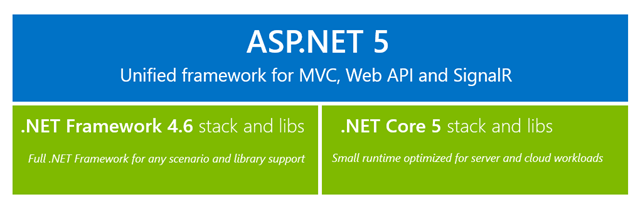 ASP.NET 5
Unified framework for MVC, Web API and SignalR
.NET Framework 4.6 stack and libs
Full .NET Framework for any scenario and library support
.NET Core 5 stack and libs
Small runtime optimized for server and cloud workloads